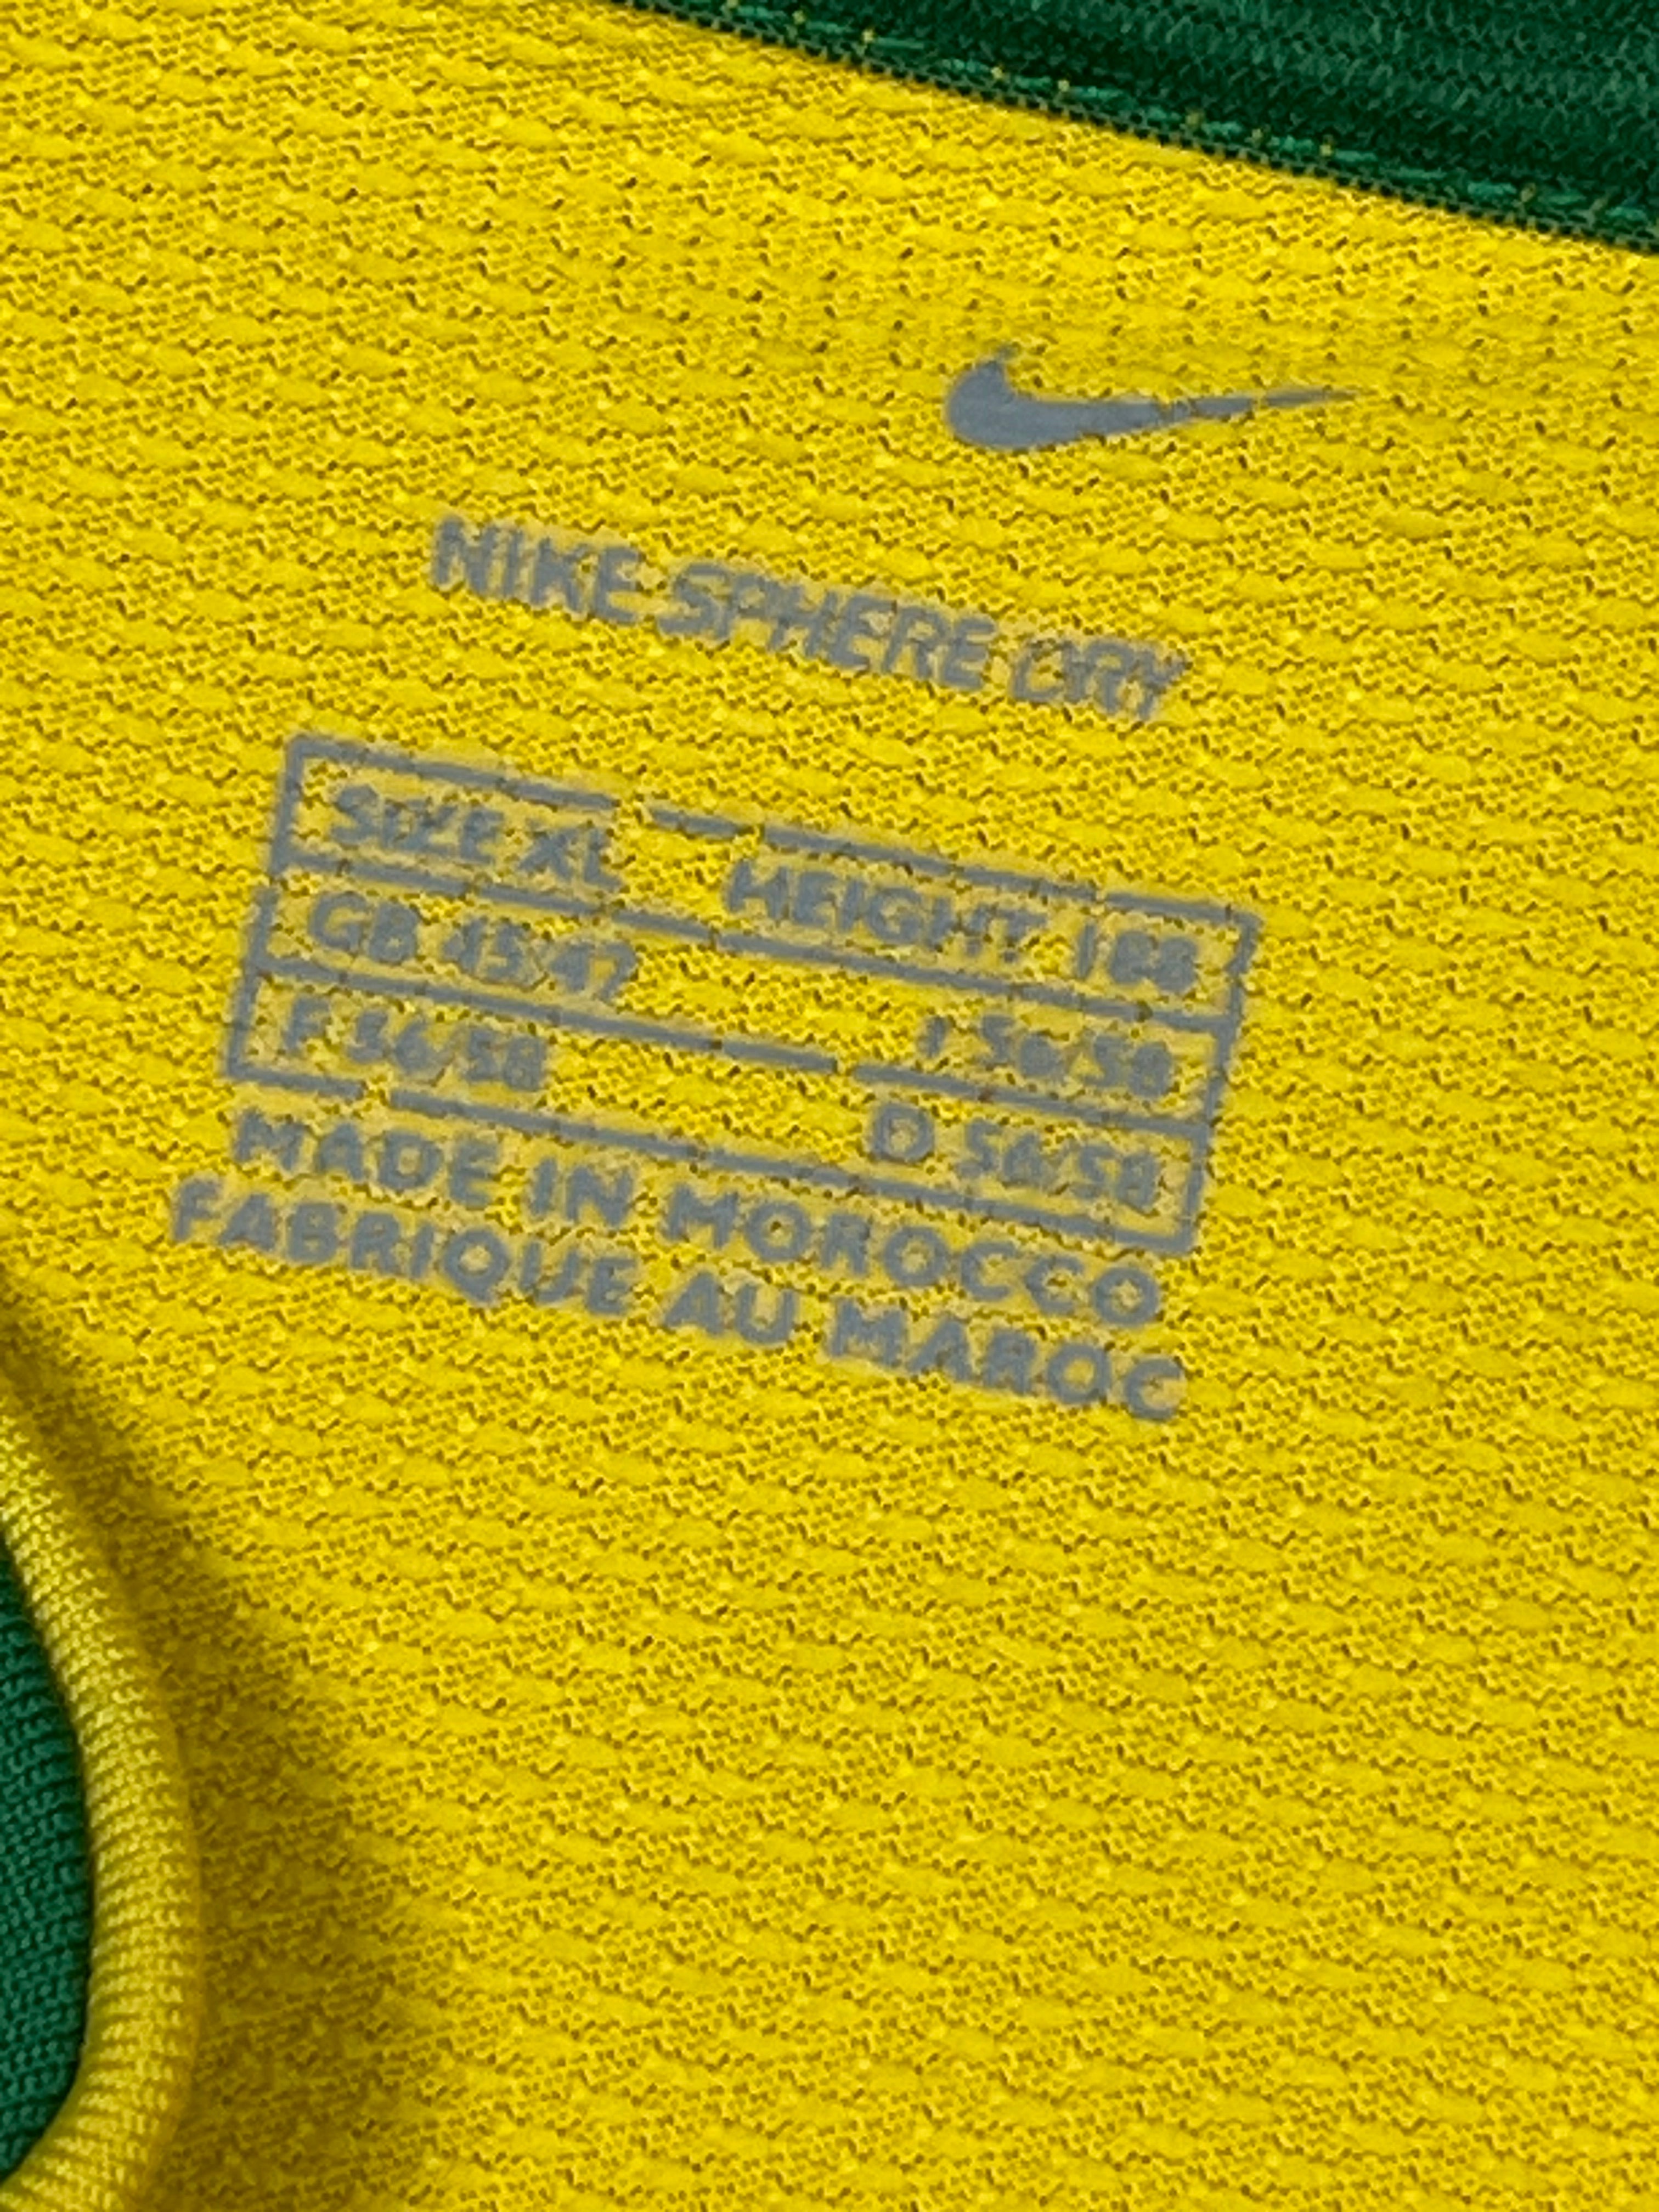 NIKE SPHERE DRY
SIZE XL HEIGHT 188
GB 45/47 I 56/58
F 56/58 D 56/58
MADE IN MOROCCO
FABRIQUE AU MAROC